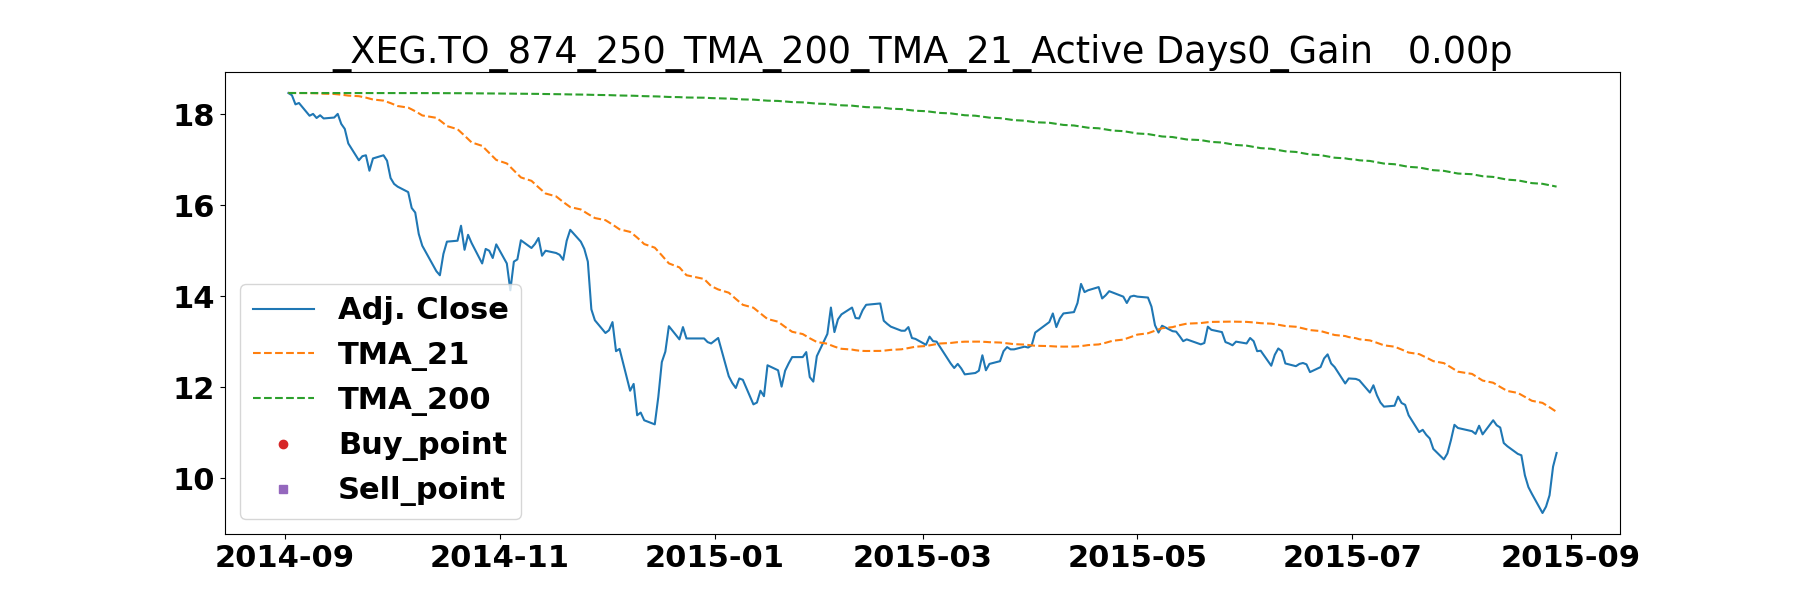 _XEG.TO_874_250_TMA_200_TMA_21_Active Days0_Gain   0.00p
18
16
14
12
10
Adj. Close
TMA_21
TMA_200
Buy_point
Sell_point
2014-09 2014-11 2015-01 2015-03 2015-05 2015-07 2015-09